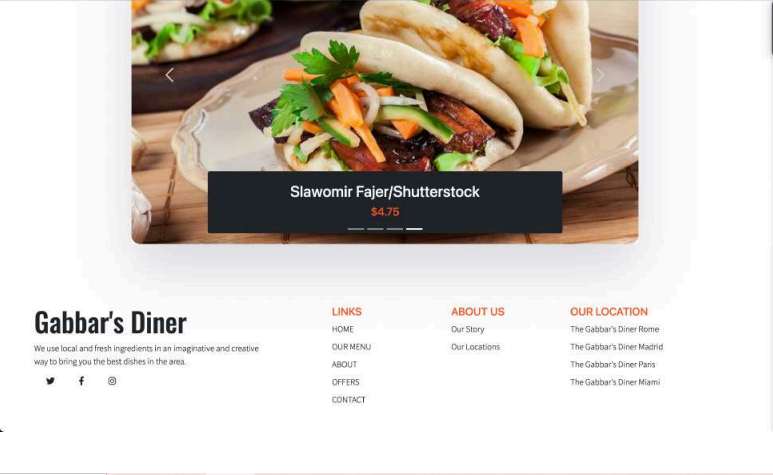 Slawomir Fajer/Shutterstock
$4.75
Gabbar's Diner
We use local and fresh ingredients in an imaginative and creative
way to bring you the best dishes in the area.
LINKS
HOME
OUR MENU
ABOUT
OFFERS
CONTACT
ABOUT US
Our Story
Our Locations
OUR LOCATION
The Gabbar's Diner Rome
The Gabbar's Diner Madrid
The Gabbar's Diner Paris
The Gabbar's Diner Miami